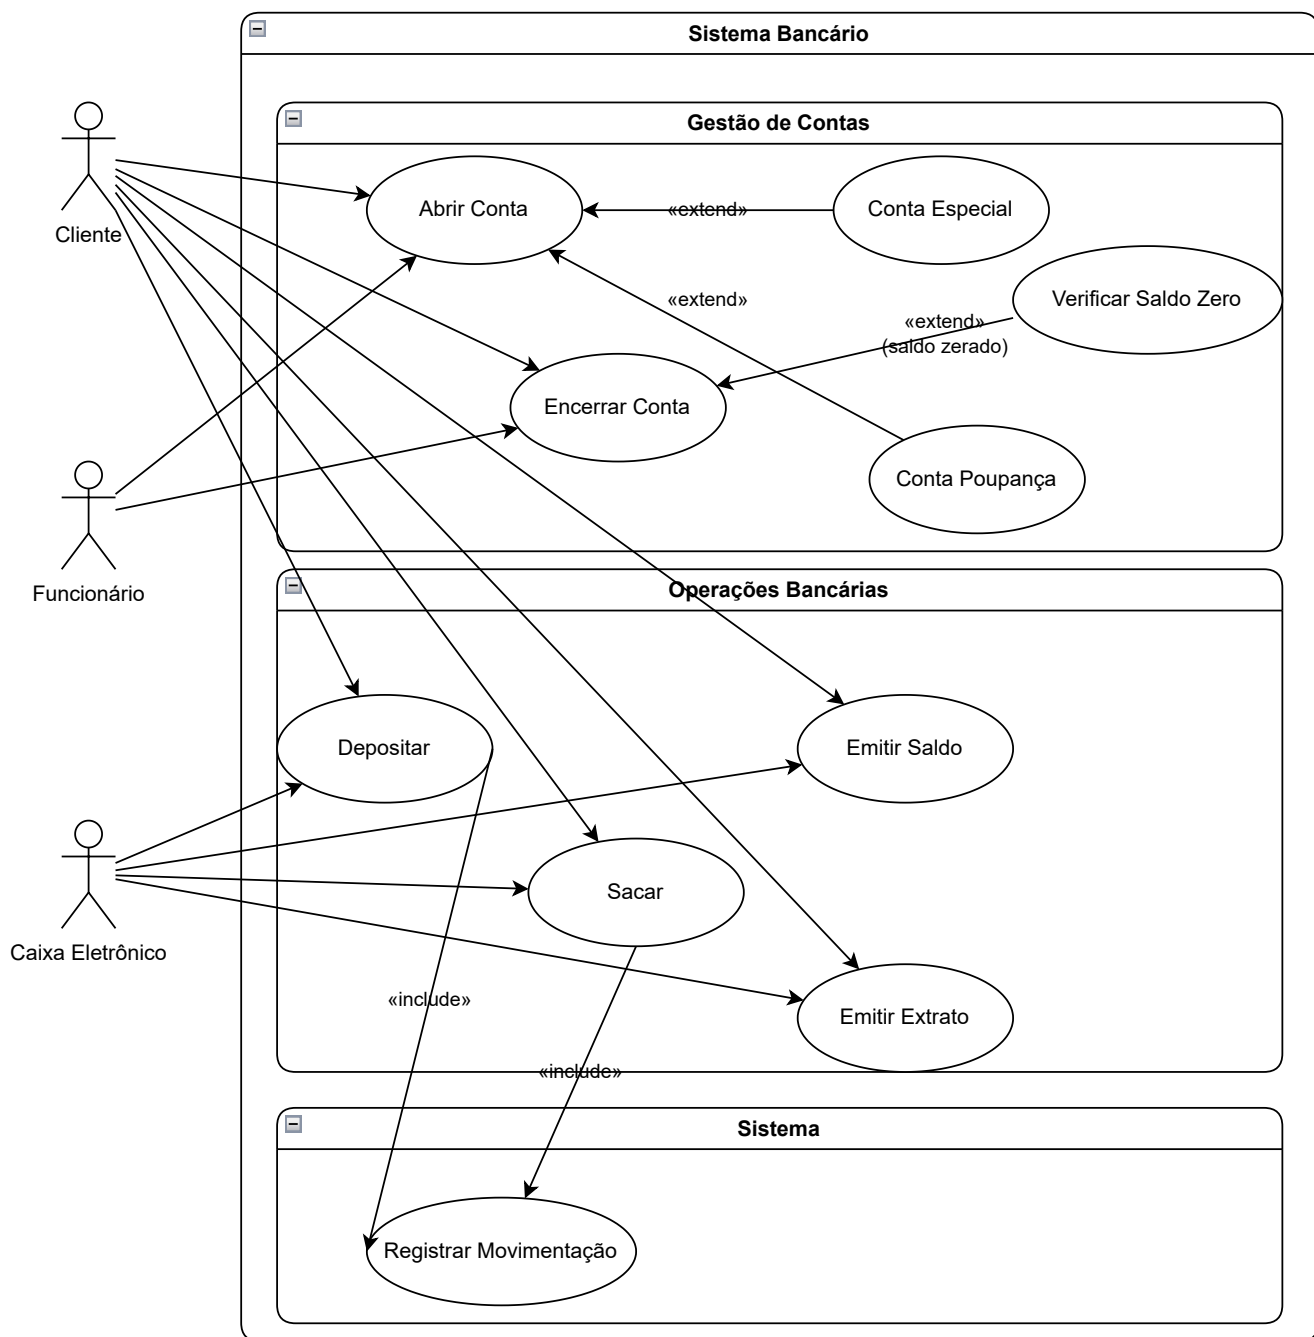 Sistema Bancário
Gestão de Contas
Abrir Conta
«extend»
Conta Especial
Cliente
«extend»
Verificar Saldo Zero
«extend»
(saldo zerado)
Encerrar Conta
Conta Poupança
Funcionário
Operações Bancárias
Depositar
Emitir Saldo
Sacar
Caixa Eletrônico
«include»
Emitir Extrato
«include»
Sistema
Registrar Movimentação